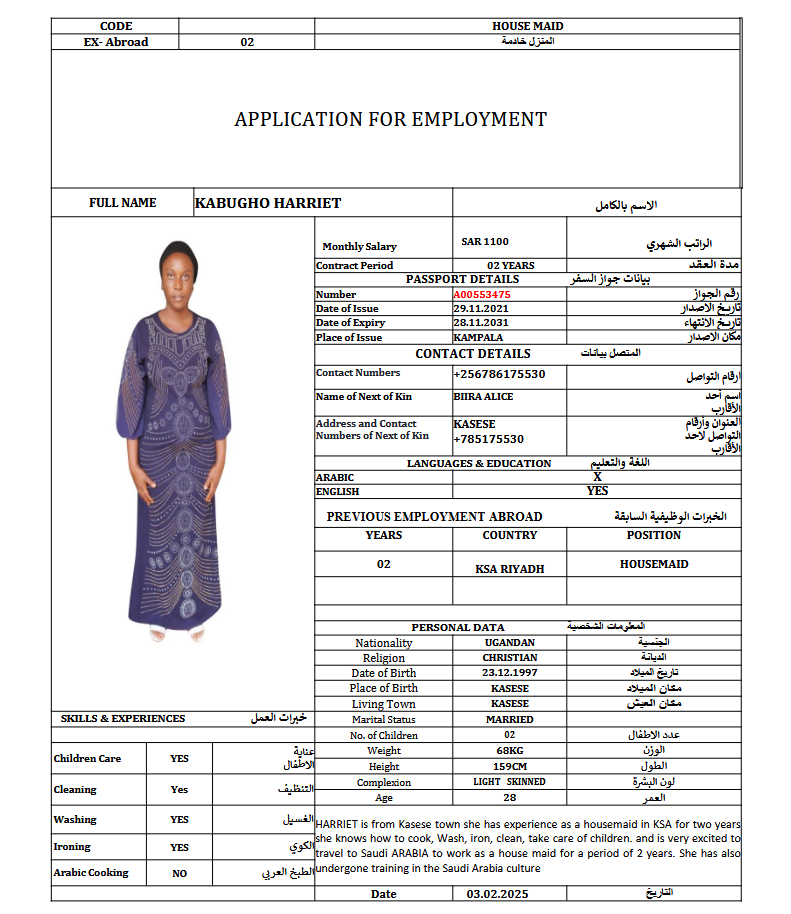 CODE HOUSE MAID
EX- Abroad 02 المنزل خادمة
APPLICATION FOR EMPLOYMENT
FULL NAME KABUGHO HARRIET الاسم بالكامل
Monthly Salary SAR 1100 الراتب الشهري
Contract Period 02 YEARS مدة العقد
PASSPORT DETAILS بيانات جواز السفر
Number A00553475 رقم الجواز
Date of Issue 29.11.2021 تاريخ الاصدار
Date of Expiry 28.11.2031 تاريخ الانتهاء
Place of Issue KAMPALA مكان الاصدار
CONTACT DETAILS المتصل بيانات
Contact Numbers +256786175530 ارقام التواصل
Name of Next of Kin BIIRA ALICE اسم أحد
الأقارب
Address and Contact KASESE العنوان وأرقام
Numbers of Next of Kin +785175530 التواصل لاحد
الأقارب
LANGUAGES & EDUCATION اللغة والتعليم
ARABIC X
ENGLISH YES
PREVIOUS EMPLOYMENT ABROAD الخبرات الوظيفية السابقة
YEARS COUNTRY POSITION
02 KSA RIYADH HOUSEMAID
PERSONAL DATA المعلومات الشخصية
Nationality UGANDAN الجنسية
Religion CHRISTIAN الديانة
Date of Birth 23.12.1997 تاريخ الميلاد
Place of Birth KASESE مكان الميلاد
Living Town KASESE مكان العيش
Marital Status MARRIED
No. of Children 02 عدد الاطفال
Weight 68KG الوزن
Height 159CM الطول
Complexion LIGHT SKINNED لون البشرة
Age 28 العمر
SKILLS & EXPERIENCES خبرات العمل
Children Care YES عناية
الاطفال
Cleaning Yes التنظيف
Washing YES الغسيل
Ironing YES الكوي
Arabic Cooking NO الطبخ العربي
HARRIET is from Kasese town she has experience as a housemaid in KSA for two years
she knows how to cook, Wash, iron, clean, take care of children. and is very excited to
travel to Saudi ARABIA to work as a house maid for a period of 2 years. She has also
undergone training in the Saudi Arabia culture
Date 03.02.2025 التاريخ